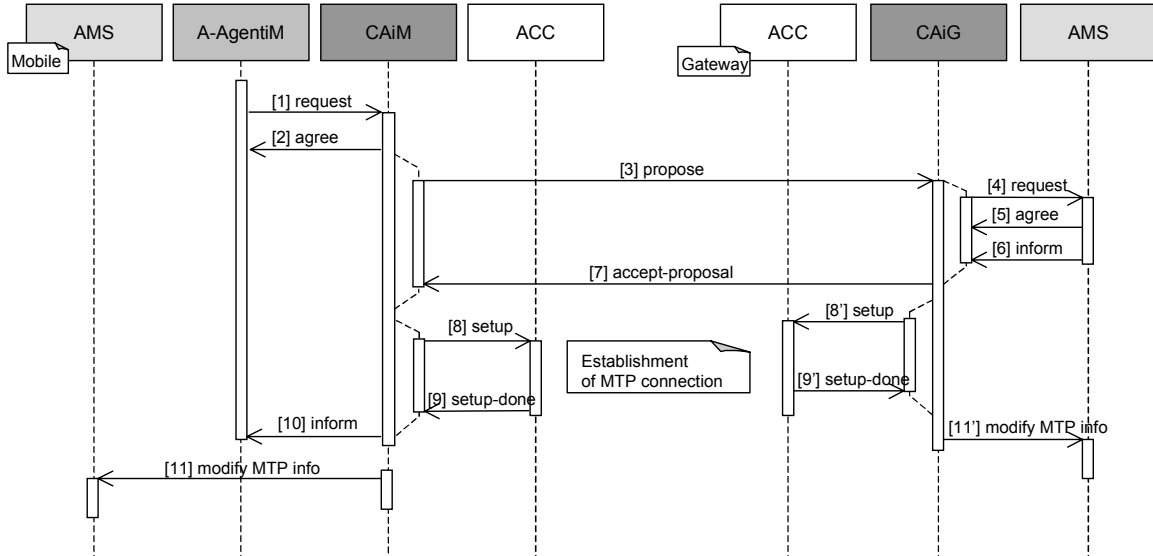 AMS
A-AgentiM
CAiM
ACC
ACC
CAiG
AMS
Mobile
Gateway
[1] request
[2] agree
[3] propose
[4] request
[5] agree
[6] inform
[7] accept-proposal
[8'] setup
[8] setup
Establishment
of MTP connection
[9'] setup-done
[9] setup-done
[10] inform
[11'] modify MTP info
[11] modify MTP info